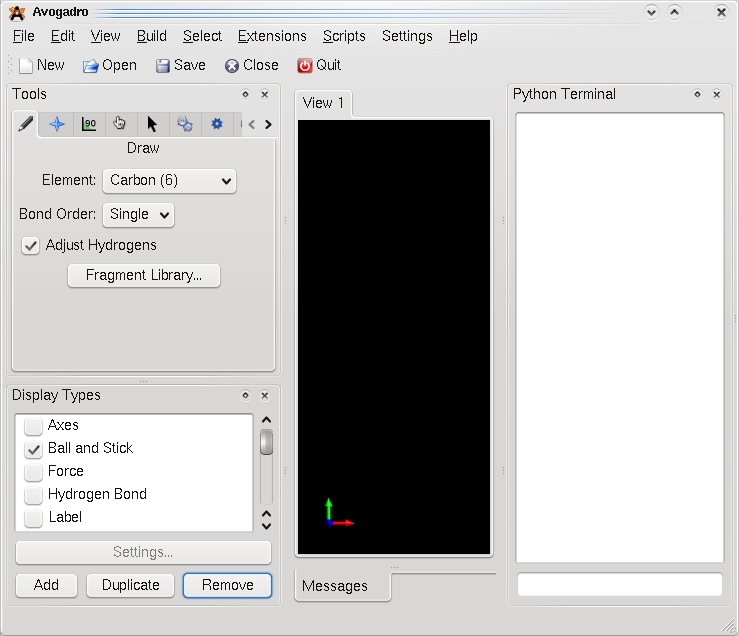 Avogadro
File Edit View Build Select Extensions Scripts Settings Help
New Open Save Close Quit
Tools
90
Draw
Element: Carbon (6)
Bond Order: Single
Adjust Hydrogens
Fragment Library...
Display Types
Axes
Ball and Stick
Force
Hydrogen Bond
Label
Settings...
Add Duplicate Remove
View 1
Messages
Python Terminal